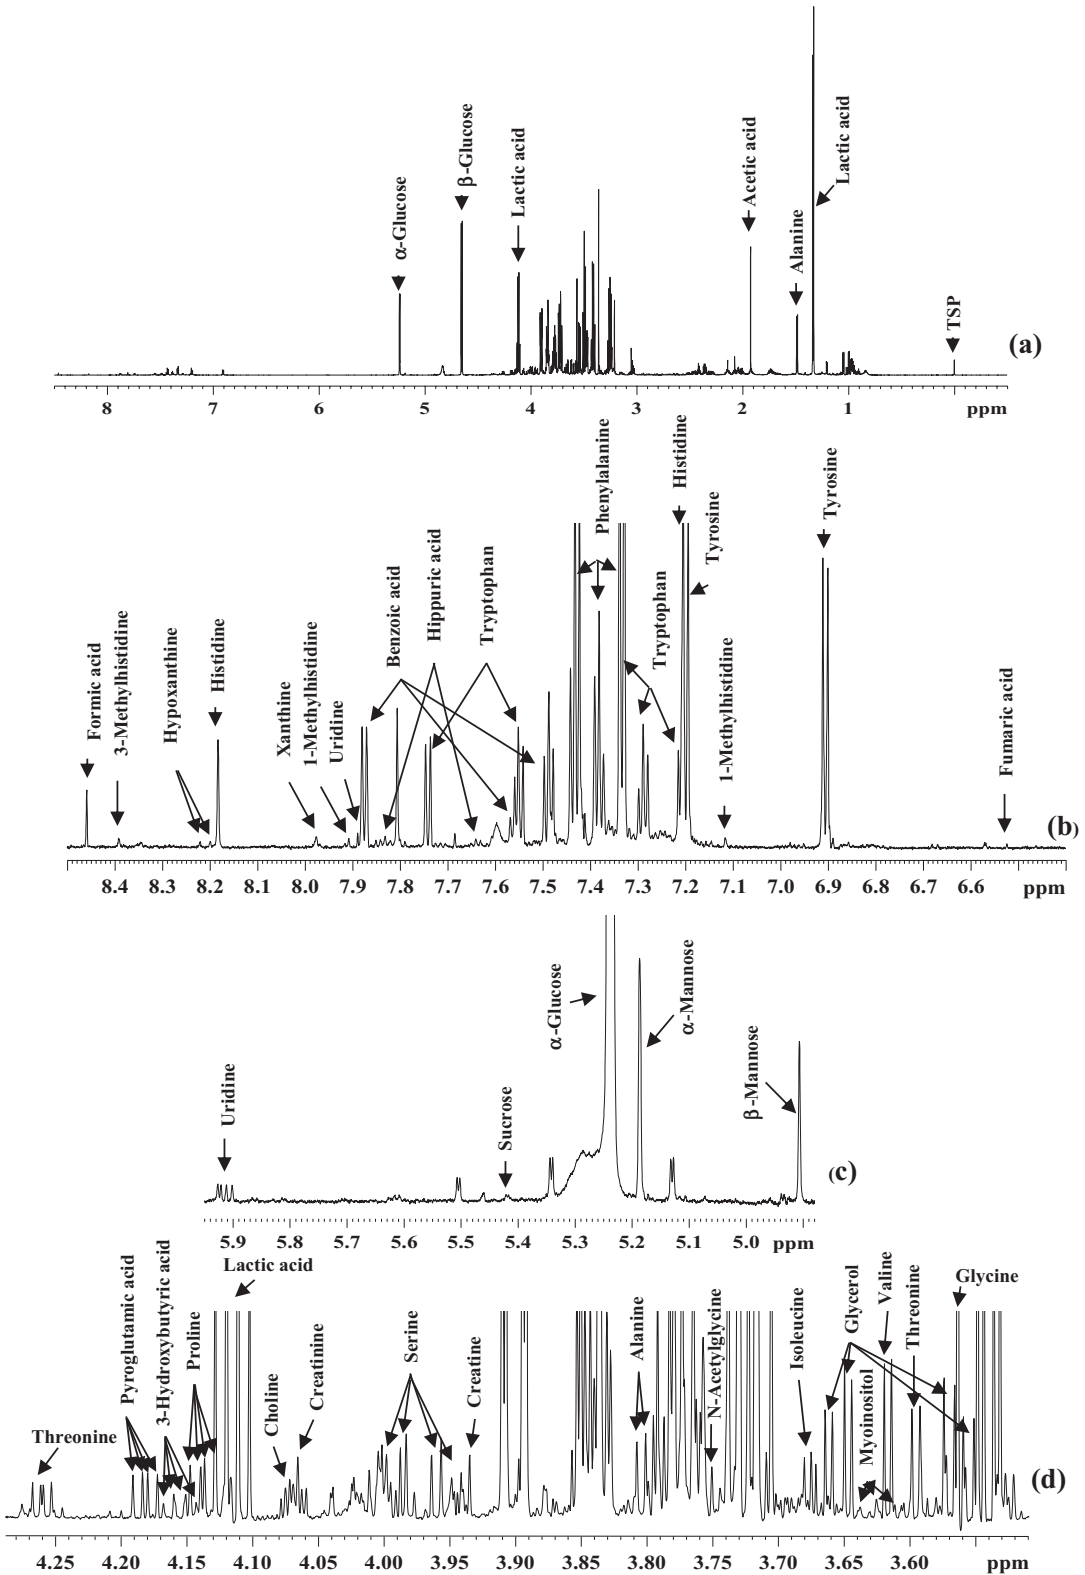 α-Glucose
β-Glucose
Lactic acid
Acetic acid
Alanine
Lactic acid
TSP
(a)
8 7 6 5 4 3 2 1 ppm
Formic acid
3-Methylhistidine
Hypoxanthine
Histidine
Xanthine
1-Methylhistidine
Uridine
Benzoic acid
Hippuric acid
Tryptophan
Phenylalanine
Tryptophan
Histidine
Tyrosine
1-Methylhistidine
Tyrosine
Fumaric acid
(b)
8.4 8.3 8.2 8.1 8.0 7.9 7.8 7.7 7.6 7.5 7.4 7.3 7.2 7.1 7.0 6.9 6.8 6.7 6.6 ppm
Uridine
Sucrose
α-Glucose
α-Mannose
β-Mannose
(c)
5.9 5.8 5.7 5.6 5.5 5.4 5.3 5.2 5.1 5.0 ppm
Threonine
Pyroglutamic acid
3-Hydroxybutyric acid
Proline
Lactic acid
Choline
Creatinine
Serine
Creatine
Alanine
N-Acetylglycine
Isoleucine
Glycerol
Myoinositol
Valine
Threonine
Glycine
(d)
4.25 4.20 4.15 4.10 4.05 4.00 3.95 3.90 3.85 3.80 3.75 3.70 3.65 3.60 ppm